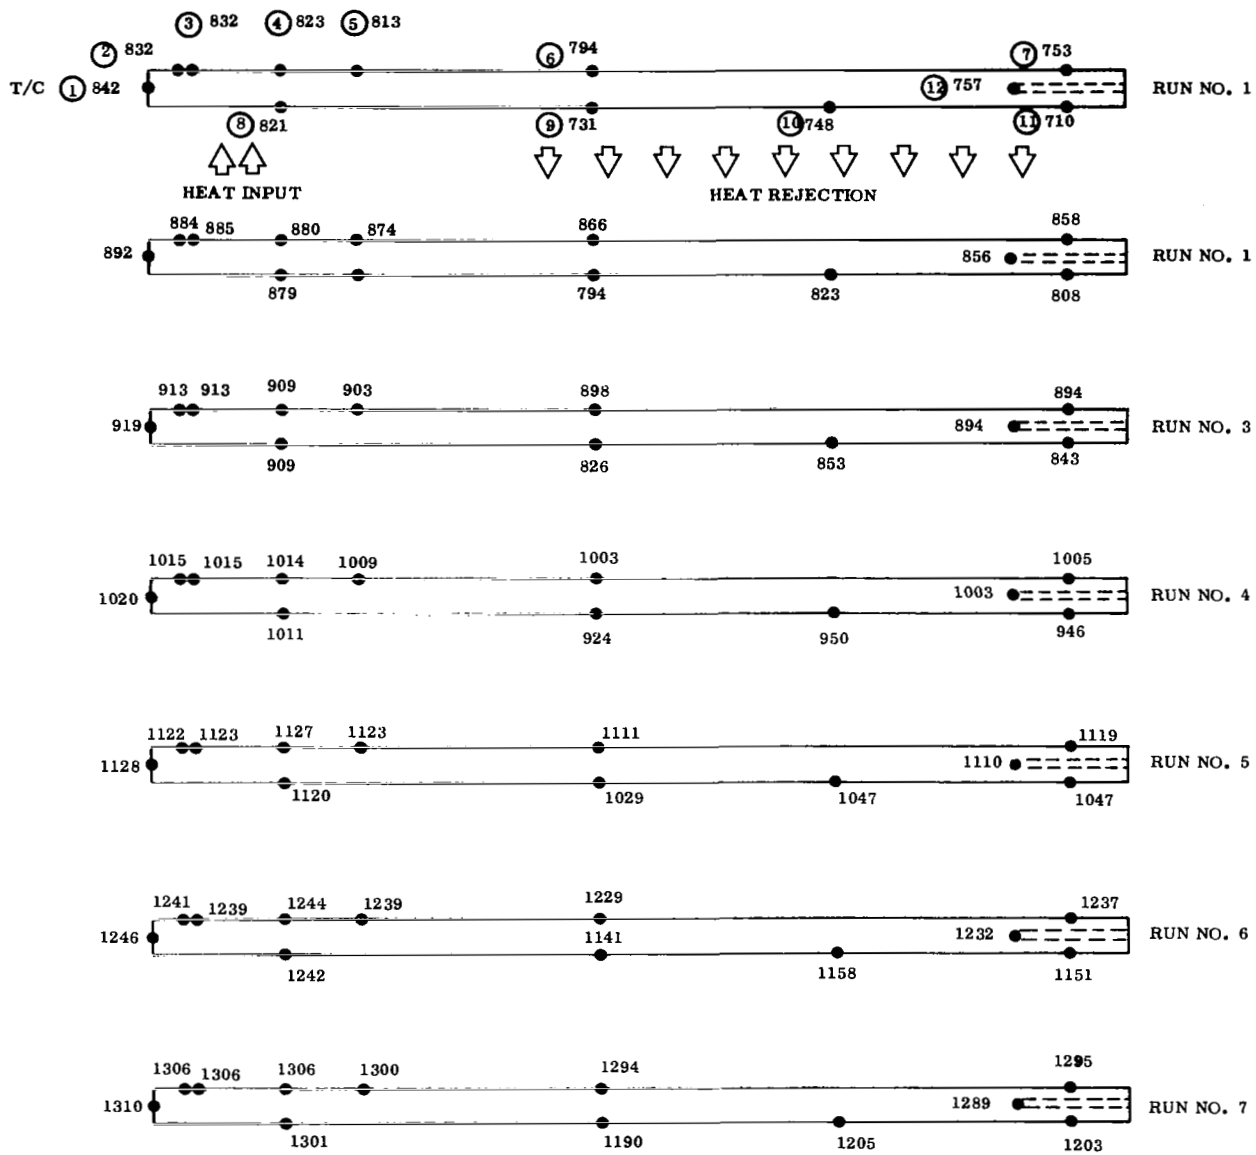 3 832 4 823 5 813
2 832 6 794 7 753
T/C 1 842 12 757 RUN NO. 1
8 821 9 731 10 748 11 710
HEAT INPUT HEAT REJECTION
884 885 880 874 866 858
892 856 RUN NO. 1
879 794 823 808
913 913 909 903 898 894
919 894 RUN NO. 3
909 826 853 843
1015 1015 1014 1009 1003 1005
1020 1003 RUN NO. 4
1011 924 950 946
1122 1123 1127 1123 1111 1119
1128 1110 RUN NO. 5
1120 1029 1047 1047
1241 1239 1244 1239 1229 1237
1246 1141 1232 RUN NO. 6
1242 1158 1151
1306 1306 1306 1300 1294 1295
1310 1289 RUN NO. 7
1301 1190 1205 1203